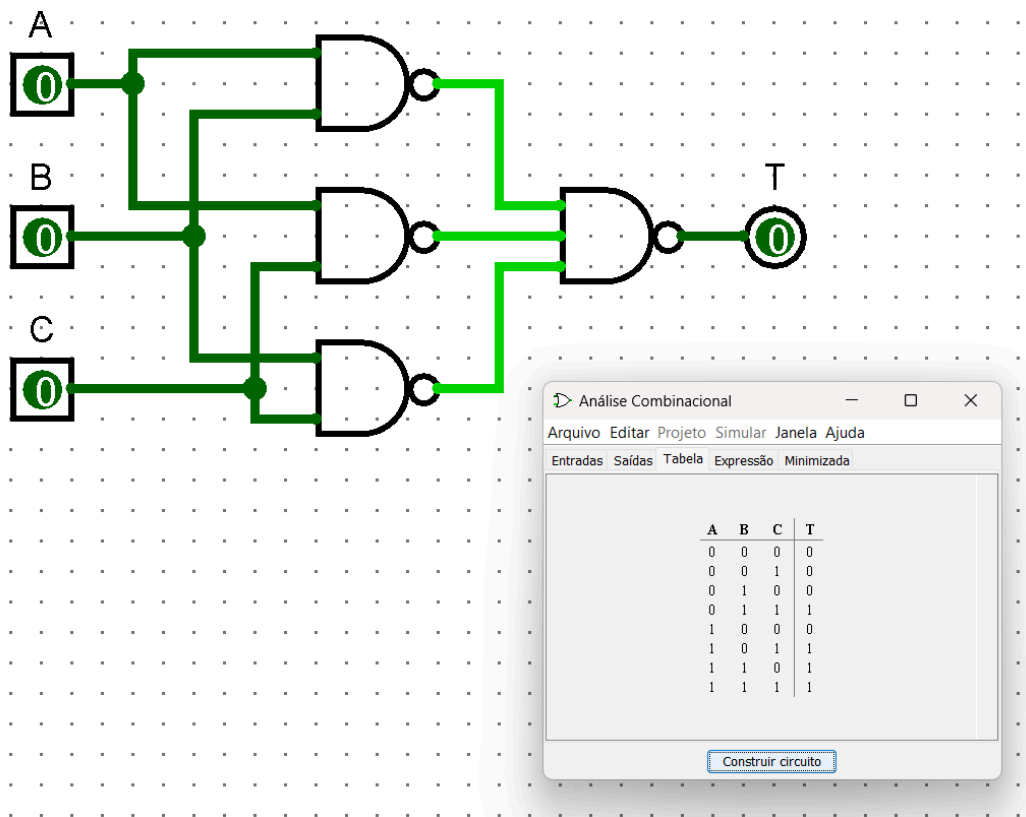 A
0
B
0
T
0
C
0
Análise Combinacional
Arquivo Editar Projeto Simular Janela Ajuda
Entradas Saídas Tabela Expressão Minimizada
A B C T
0 0 0 0
0 0 1 0
0 1 0 0
0 1 1 1
1 0 0 0
1 0 1 1
1 1 0 1
1 1 1 1
Construir circuito